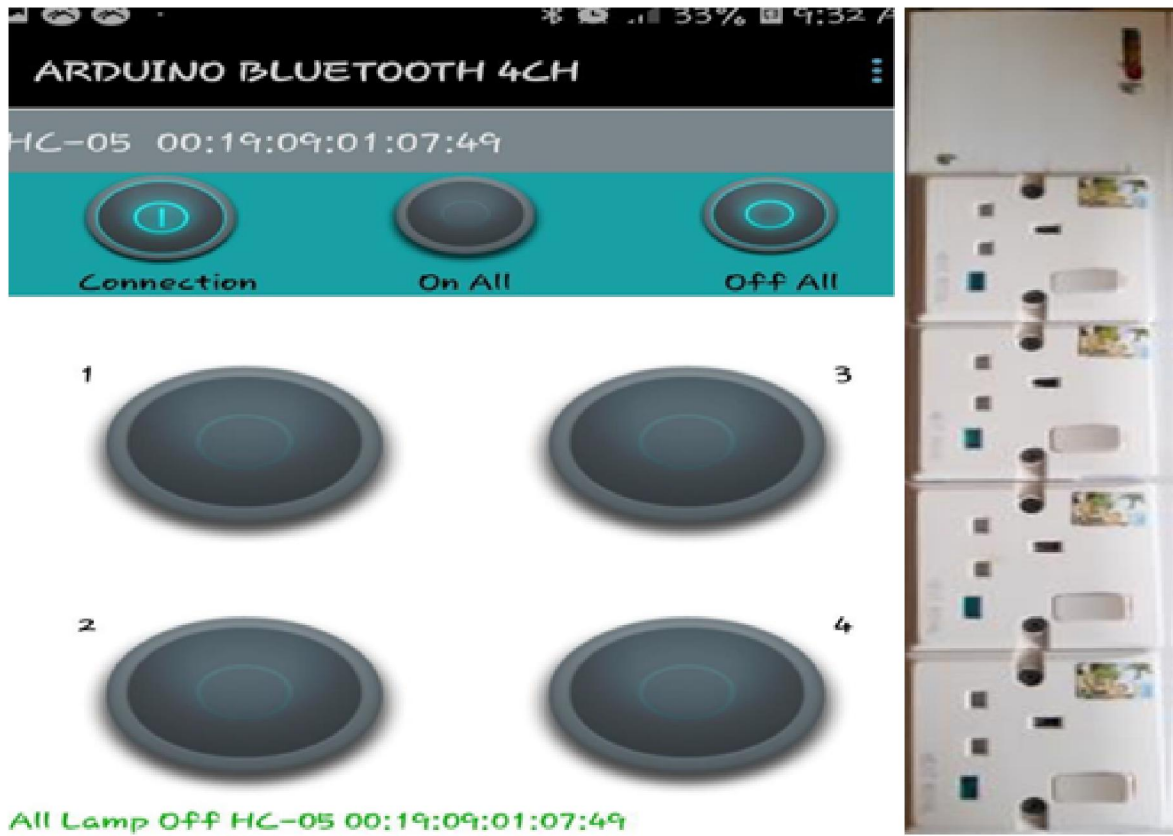 33% 9:32 A
ARDUINO BLUETOOTH 4CH
HC-05 00:19:09:01:07:49
Connection On All Off All
1 3
2 4
All Lamp Off HC-05 00:19:09:01:07:49